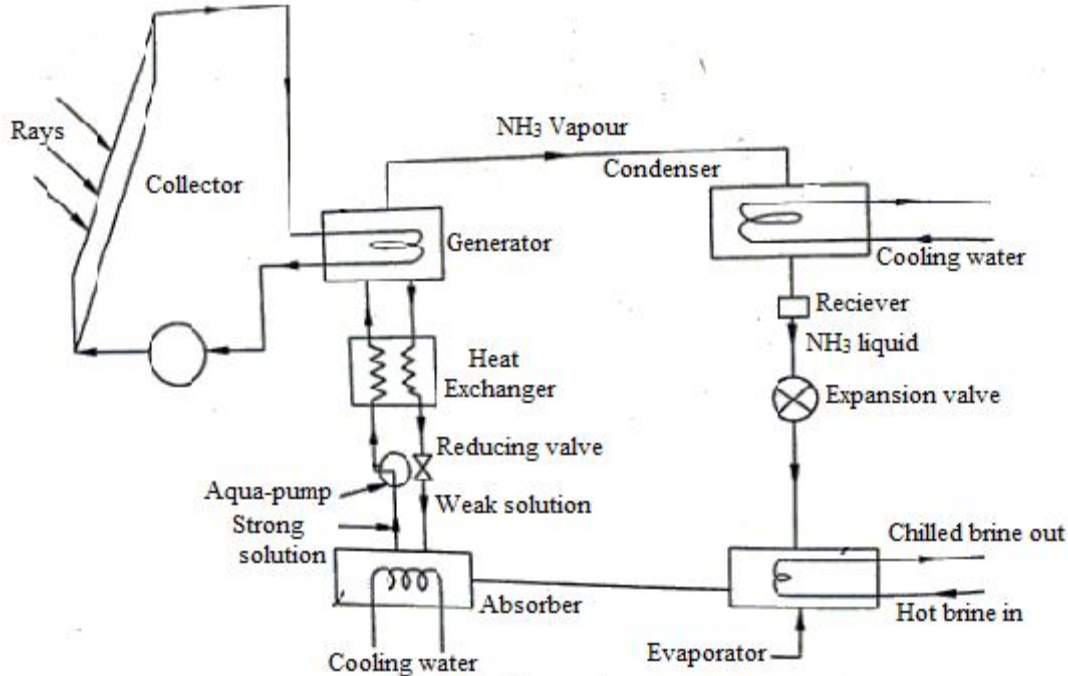 NH3 Vapour
Condenser
Rays
Collector
Generator
Cooling water
Reciever
NH3 liquid
Heat
Exchanger
Expansion valve
Reducing valve
Aqua-pump
Weak solution
Strong
solution
Chilled brine out
Absorber
Hot brine in
Evaporator
Cooling water